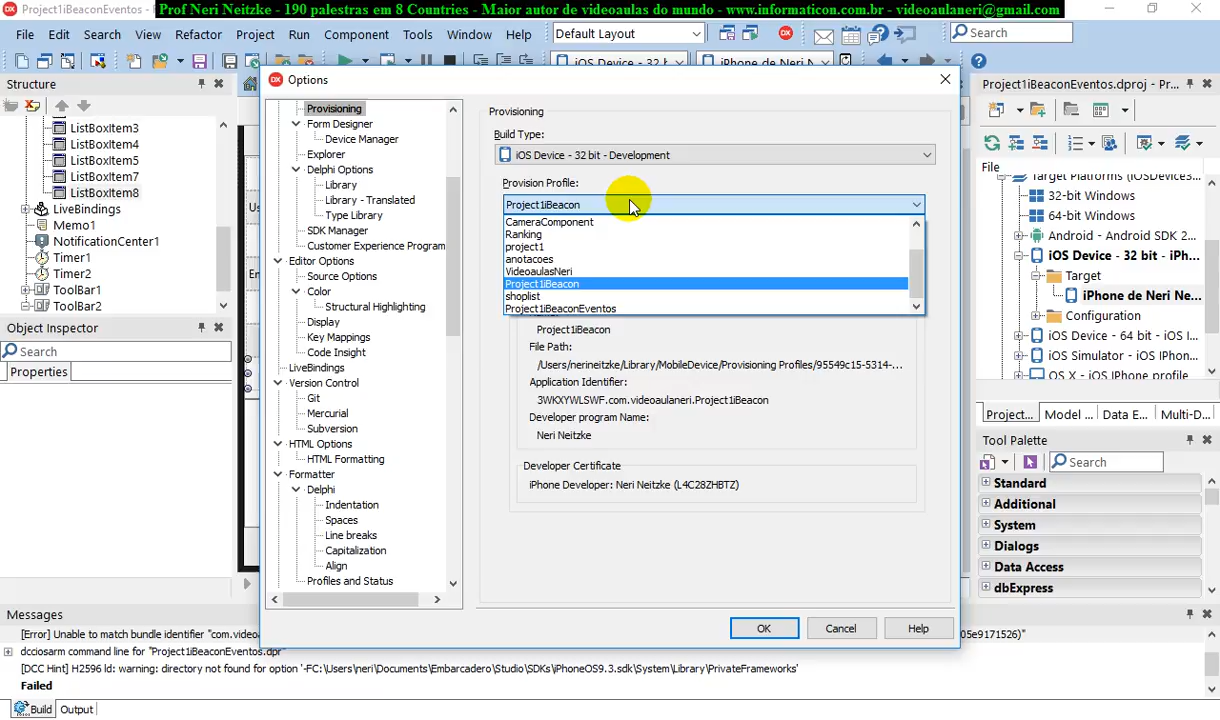 Project1iBeaconEventos - P
Prof Neri Neitzke - 190 palestras em 8 Countries - Maior autor de videoaulas do mundo - www.informaticon.com.br - videoaulaneri@gmail.com
File Edit Search View Refactor Project Run Component Tools Window Help
Default Layout
Search
iOS Device - 32 b
iPhone de Neri N
Structure
ListBoxItem3
ListBoxItem4
ListBoxItem5
ListBoxItem7
ListBoxItem8
LiveBindings
Memo1
NotificationCenter1
Timer1
Timer2
ToolBar1
ToolBar2
Object Inspector
Search
Properties
Options
Provisioning
Form Designer
Device Manager
Explorer
Delphi Options
Library
Library - Translated
Type Library
SDK Manager
Customer Experience Program
Editor Options
Source Options
Color
Structural Highlighting
Display
Key Mappings
Code Insight
LiveBindings
Version Control
Git
Mercurial
Subversion
HTML Options
HTML Formatting
Formatter
Delphi
Indentation
Spaces
Line breaks
Capitalization
Align
Profiles and Status
Provisioning
Build Type:
iOS Device - 32 bit - Development
Provision Profile:
Project1iBeacon
CameraComponent
Ranking
project1
anotacoes
VideoaulasNeri
Project1iBeacon
shoplist
Project1iBeaconEventos
Project1iBeacon
File Path:
/Users/nerineitzke/Library/MobileDevice/Provisioning Profiles/95549c15-5314-...
Application Identifier:
3WKXYWLSWF.com.videoaulaneri.Project1iBeacon
Developer program Name:
Neri Neitzke
Developer Certificate
iPhone Developer: Neri Neitzke (L4C28ZHBTZ)
OK Cancel Help
Project1iBeaconEventos.dproj - Pr...
File
Target Platforms (iOSDevice3...
32-bit Windows
64-bit Windows
Android - Android SDK 2...
iOS Device - 32 bit - iPh...
Target
iPhone de Neri Ne...
Configuration
iOS Device - 64 bit - iOS I...
iOS Simulator - iOS IPhon...
OS X - iOS IPhone profile
Project... Model ... Data E... Multi-D...
Tool Palette
Search
Standard
Additional
System
Dialogs
Data Access
dbExpress
Messages
[Error] Unable to match bundle identifier "com.video
05e9171526)"
dcciosarm command line for "Project1iBeaconEventos.dpr"
[DCC Hint] H2596 ld: warning: directory not found for option '-FC:\Users\neri\Documents\Embarcadero\Studio\SDKs\iPhoneOS9.3.sdk\System\Library\PrivateFrameworks'
Failed
Build Output